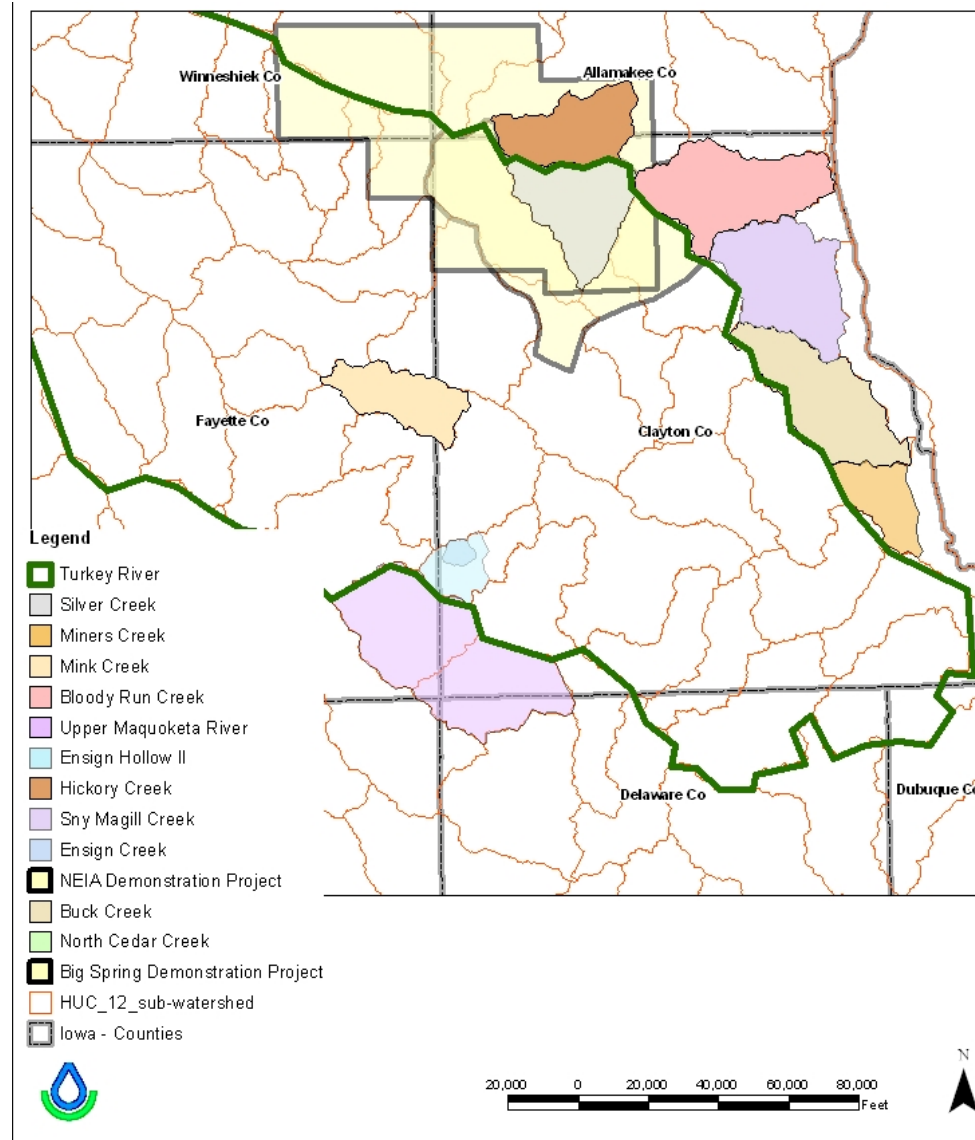 Winneshiek Co
Allamakee Co
Fayette Co
Clayton Co
Legend
Turkey River
Silver Creek
Miners Creek
Mink Creek
Bloody Run Creek
Upper Maquoketa River
Ensign Hollow II
Hickory Creek
Sny Magill Creek
Ensign Creek
NEIA Demonstration Project
Buck Creek
North Cedar Creek
Big Spring Demonstration Project
HUC_12_sub-watershed
Iowa - Counties
Delaware Co
Dubuque Co
20,000 0 20,000 40,000 60,000 80,000
Feet
N